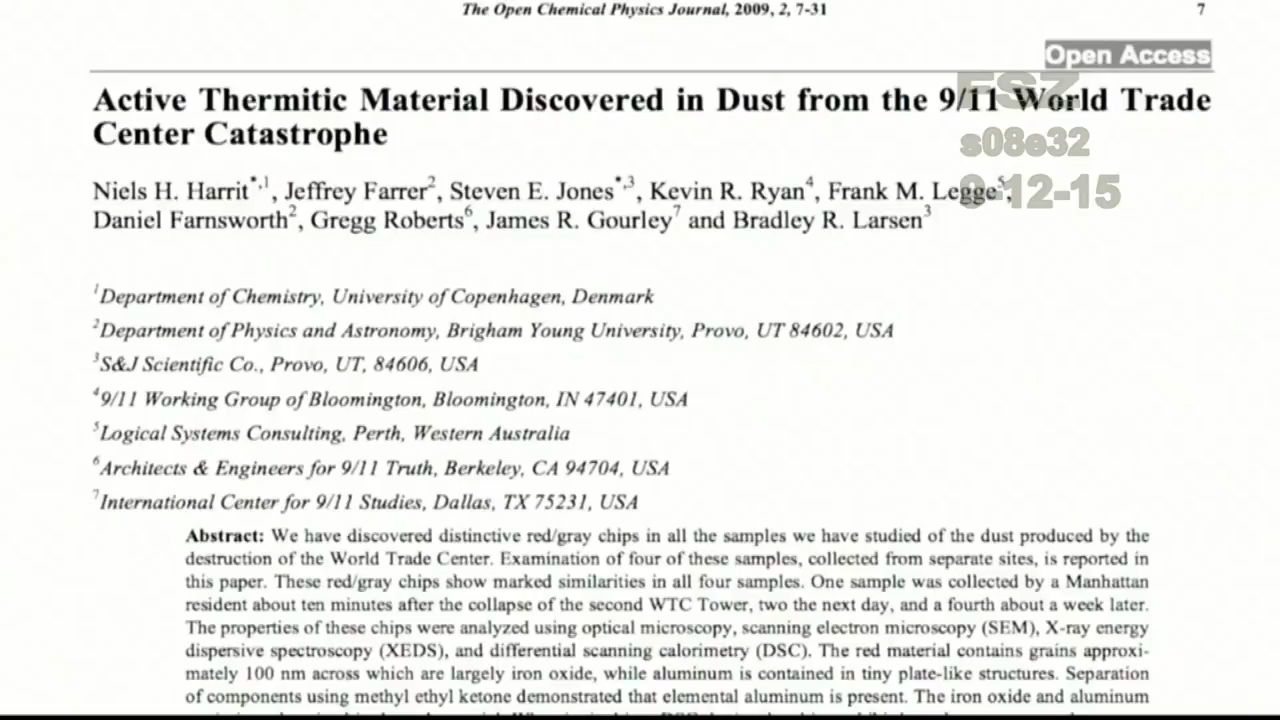 The Open Chemical Physics Journal, 2009, 2, 7-31 7
Open Access
Active Thermitic Material Discovered in Dust from the 9/11 World Trade
Center Catastrophe
FSZ
s08e32
9-12-15
Niels H. Harrit*,1, Jeffrey Farrer2, Steven E. Jones*,3, Kevin R. Ryan4, Frank M. Legge5,
Daniel Farnsworth2, Gregg Roberts6, James R. Gourley7 and Bradley R. Larsen3
1Department of Chemistry, University of Copenhagen, Denmark
2Department of Physics and Astronomy, Brigham Young University, Provo, UT 84602, USA
3S&J Scientific Co., Provo, UT, 84606, USA
49/11 Working Group of Bloomington, Bloomington, IN 47401, USA
5Logical Systems Consulting, Perth, Western Australia
6Architects & Engineers for 9/11 Truth, Berkeley, CA 94704, USA
7International Center for 9/11 Studies, Dallas, TX 75231, USA
Abstract: We have discovered distinctive red/gray chips in all the samples we have studied of the dust produced by the
destruction of the World Trade Center. Examination of four of these samples, collected from separate sites, is reported in
this paper. These red/gray chips show marked similarities in all four samples. One sample was collected by a Manhattan
resident about ten minutes after the collapse of the second WTC Tower, two the next day, and a fourth about a week later.
The properties of these chips were analyzed using optical microscopy, scanning electron microscopy (SEM), X-ray energy
dispersive spectroscopy (XEDS), and differential scanning calorimetry (DSC). The red material contains grains approxi-
mately 100 nm across which are largely iron oxide, while aluminum is contained in tiny plate-like structures. Separation
of components using methyl ethyl ketone demonstrated that elemental aluminum is present. The iron oxide and aluminum